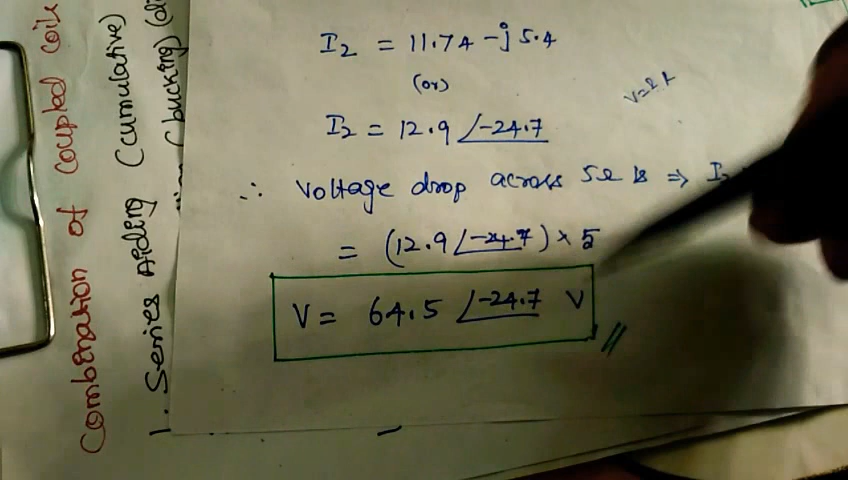 I2 = 11.74 - j 5.4
(or)
I2 = 12.9 ∠-24.7
∴ voltage drop across 5Ω is ⇒
= (12.9 ∠-24.7) × 5
V = 64.5 ∠-24.7 V
Combination of coupled coils
1. Series Aiding (cumulative)
(bucking)